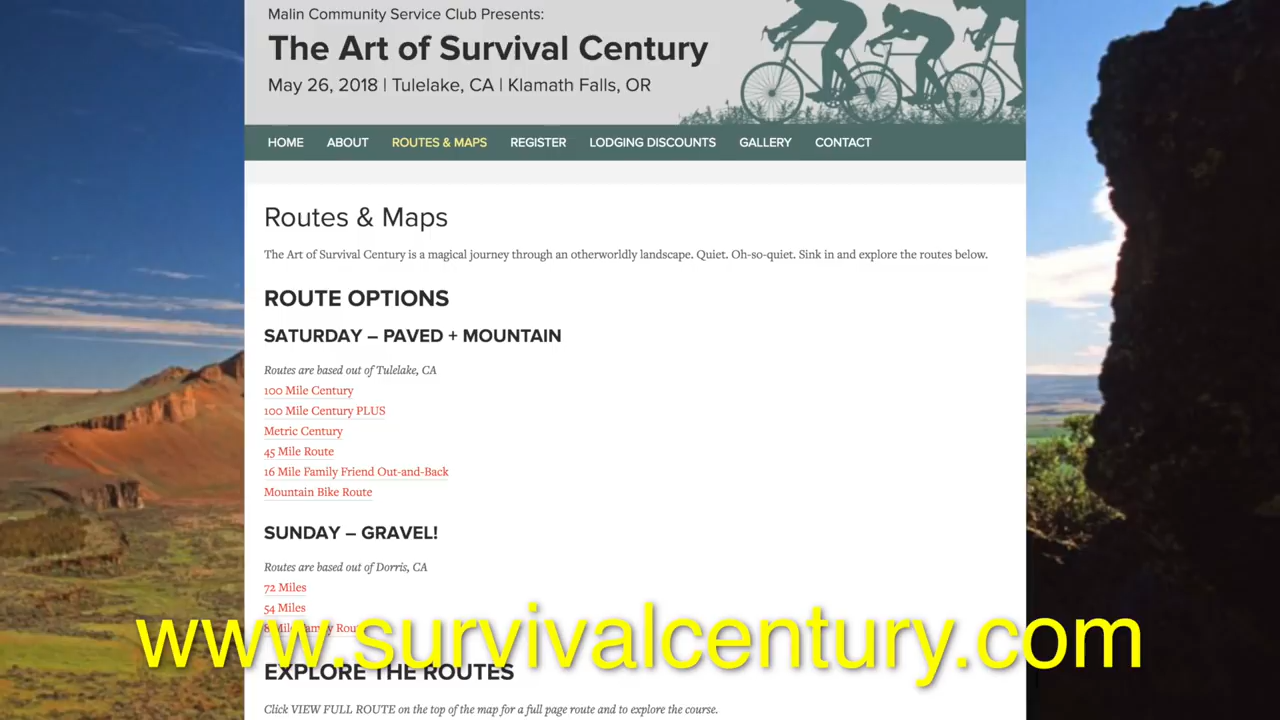 Malin Community Service Club Presents:
The Art of Survival Century
May 26, 2018 | Tulelake, CA | Klamath Falls, OR
HOME ABOUT ROUTES & MAPS REGISTER LODGING DISCOUNTS GALLERY CONTACT
Routes & Maps
The Art of Survival Century is a magical journey through an otherworldly landscape. Quiet. Oh-so-quiet. Sink in and explore the routes below.
ROUTE OPTIONS
SATURDAY – PAVED + MOUNTAIN
Routes are based out of Tulelake, CA
100 Mile Century
100 Mile Century PLUS
Metric Century
45 Mile Route
16 Mile Family Friend Out-and-Back
Mountain Bike Route
SUNDAY – GRAVEL!
Routes are based out of Dorris, CA
72 Miles
54 Miles
8 Mile Family Route
www.survivalcentury.com
EXPLORE THE ROUTES
Click VIEW FULL ROUTE on the top of the map for a full page route and to explore the course.